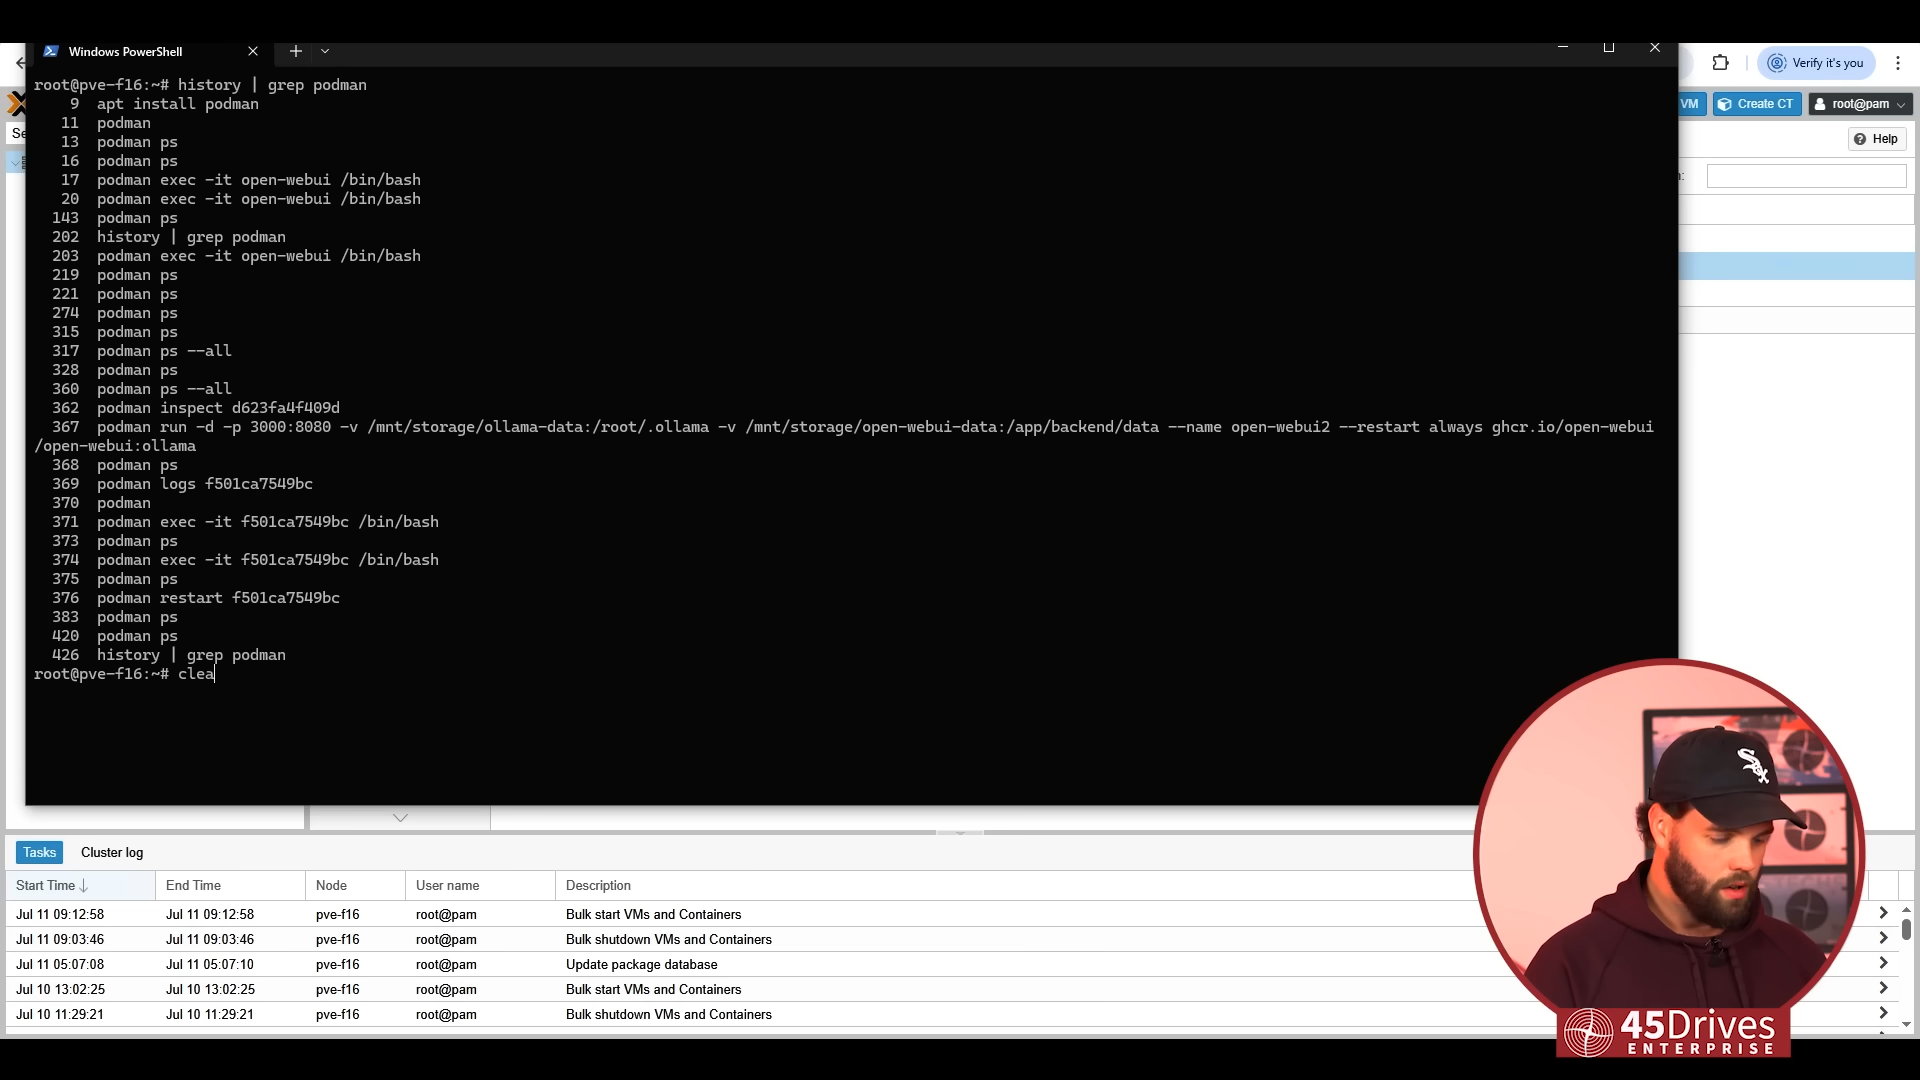 Windows PowerShell
Verify it's you
root@pve-f16:~# history | grep podman
9 apt install podman
11 podman
13 podman ps
16 podman ps
17 podman exec -it open-webui /bin/bash
20 podman exec -it open-webui /bin/bash
143 podman ps
202 history | grep podman
203 podman exec -it open-webui /bin/bash
219 podman ps
221 podman ps
274 podman ps
315 podman ps
317 podman ps --all
328 podman ps
360 podman ps --all
362 podman inspect d623fa4f409d
367 podman run -d -p 3000:8080 -v /mnt/storage/ollama-data:/root/.ollama -v /mnt/storage/open-webui-data:/app/backend/data --name open-webui2 --restart always ghcr.io/open-webui
/open-webui:ollama
368 podman ps
369 podman logs f501ca7549bc
370 podman
371 podman exec -it f501ca7549bc /bin/bash
373 podman ps
374 podman exec -it f501ca7549bc /bin/bash
375 podman ps
376 podman restart f501ca7549bc
383 podman ps
420 podman ps
426 history | grep podman
root@pve-f16:~# clea
VM
Create CT
root@pam
Se
Help
Tasks Cluster log
Start Time End Time Node User name Description
Jul 11 09:12:58 Jul 11 09:12:58 pve-f16 root@pam Bulk start VMs and Containers
Jul 11 09:03:46 Jul 11 09:03:46 pve-f16 root@pam Bulk shutdown VMs and Containers
Jul 11 05:07:08 Jul 11 05:07:10 pve-f16 root@pam Update package database
Jul 10 13:02:25 Jul 10 13:02:25 pve-f16 root@pam Bulk start VMs and Containers
Jul 10 11:29:21 Jul 10 11:29:21 pve-f16 root@pam Bulk shutdown VMs and Containers
Sox
45Drives
ENTERPRISE